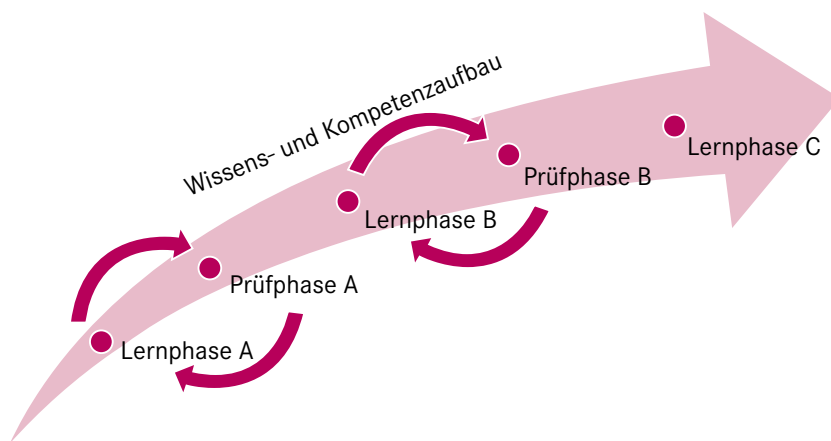 Wissens- und Kompetenzaufbau
Lernphase A
Prüfphase A
Lernphase B
Prüfphase B
Lernphase C